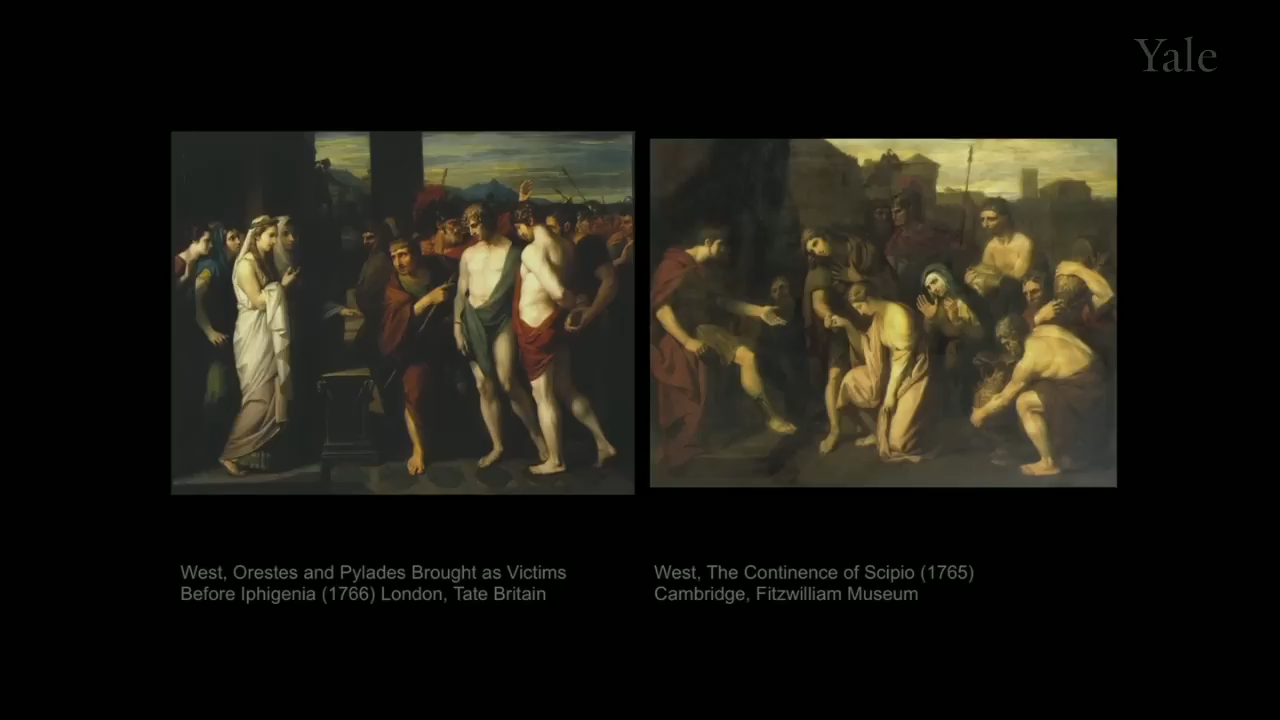 Yale
West, Orestes and Pylades Brought as Victims
Before Iphigenia (1766) London, Tate Britain
West, The Continence of Scipio (1765)
Cambridge, Fitzwilliam Museum